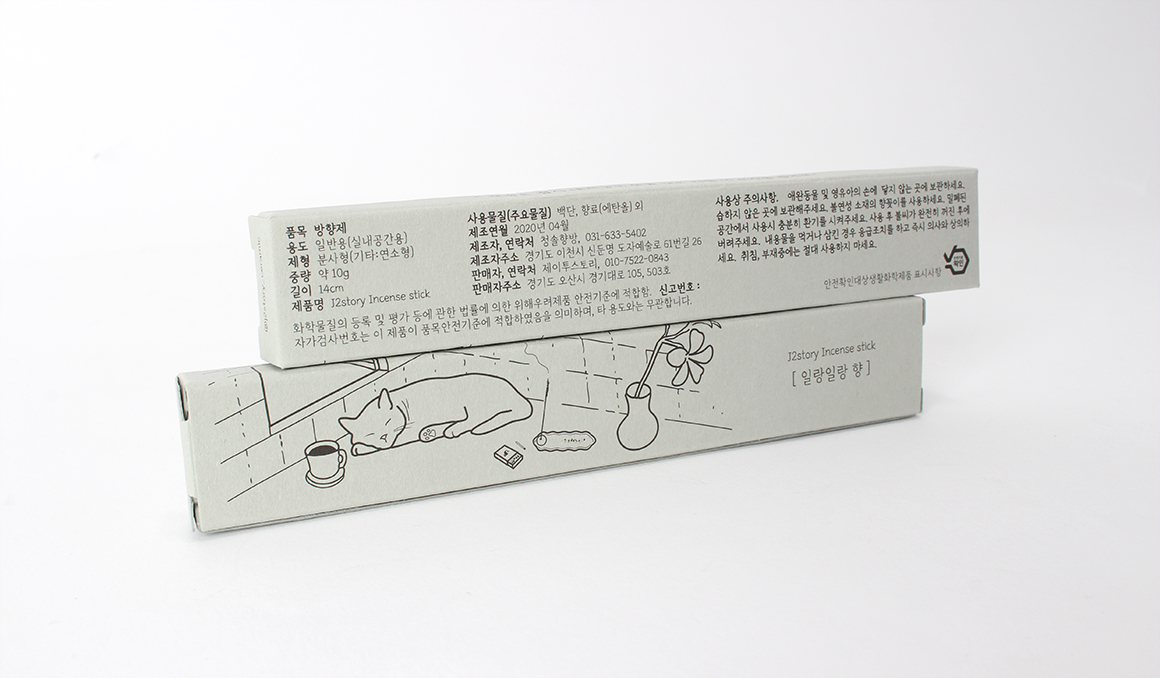 품목 방향제
용도 일반용(실내공간용)
제형 분사형(기타:연소형)
중량 약 10g
길이 14cm
제품명 J2story Incense stick
사용물질(주요물질) 백단, 향료(에탄올) 외
제조연월 2020년 04월
제조자, 연락처 청솔향방, 031-633-5402
제조자주소 경기도 이천시 신둔명 도자예술로 61번길 26
판매자, 연락처 제이투스토리, 010-7522-0843
판매자주소 경기도 오산시 경기대로 105, 503호
화학물질의 등록 및 평가 등에 관한 법률에 의한 위해우려제품 안전기준에 적합함. 신고번호 :
자가검사번호는 이 제품이 품목안전기준에 적합하였음을 의미하며, 타 용도와는 무관합니다.
사용상 주의사항. 애완동물 및 영유아의 손에 닿지 않는 곳에 보관하세요.
습하지 않은 곳에 보관해주세요. 불연성 소재의 향꽂이를 사용하세요. 밀폐된
공간에서 사용시 충분히 환기를 시켜주세요. 사용 후 불씨가 완전히 꺼진 후에
버려주세요. 내용물을 먹거나 삼킨 경우 응급조치를 하고 즉시 의사와 상의하
세요. 취침, 부재중에는 절대 사용하지 마세요.
확인
안전확인대상생활화학제품 표시사항
J2story Incense stick
[ 일랑일랑 향 ]